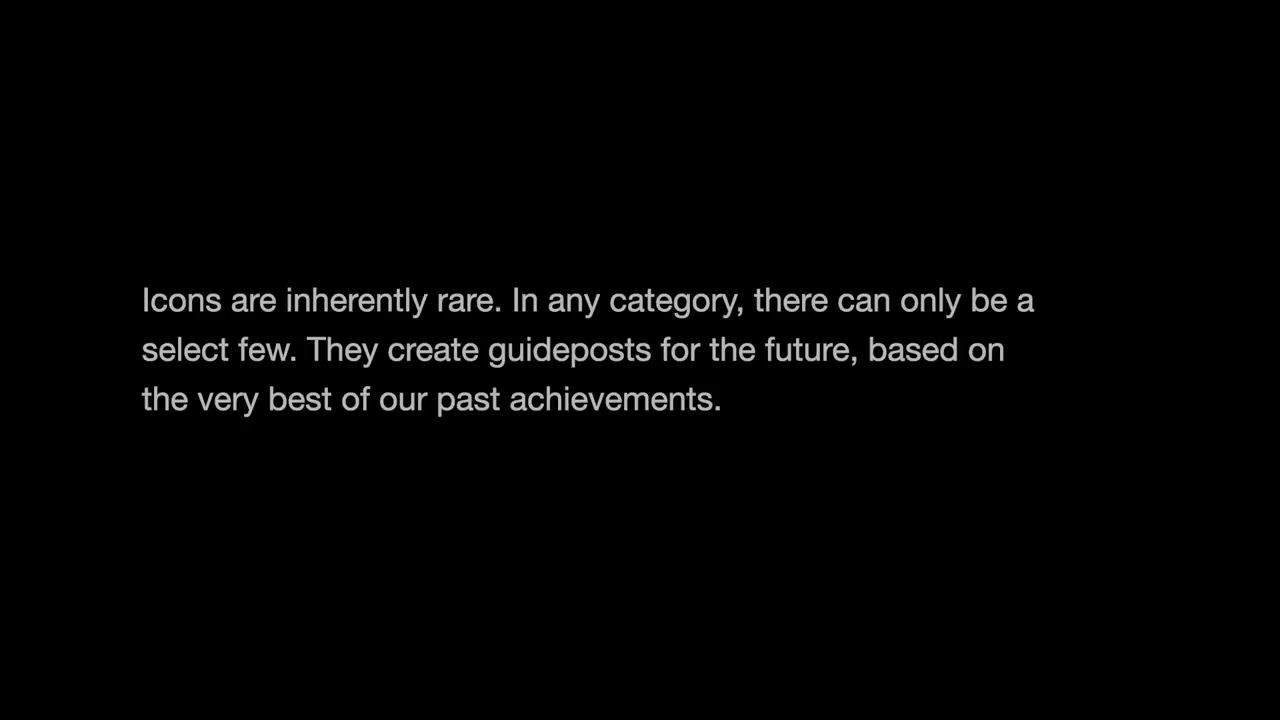 Icons are inherently rare. In any category, there can only be a
select few. They create guideposts for the future, based on
the very best of our past achievements.